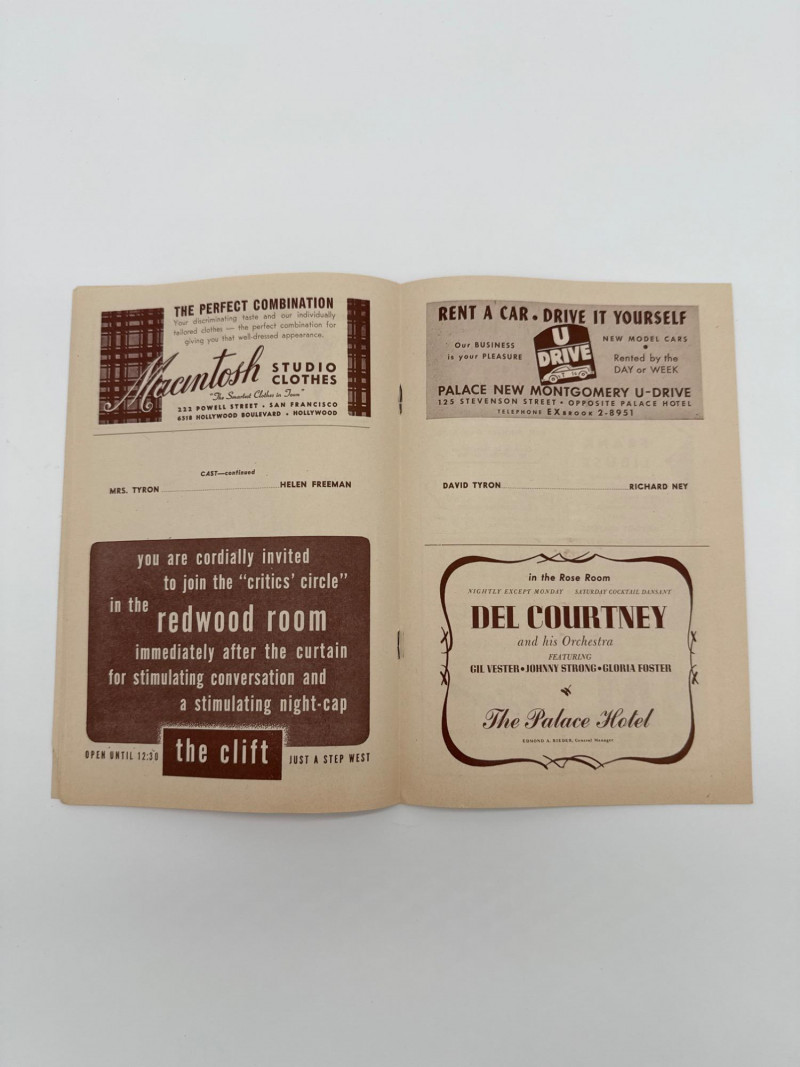 THE PERFECT COMBINATION
Your discriminating taste and our individually
tailored clothes — the perfect combination for
giving you that well-dressed appearance.
Macintosh STUDIO
CLOTHES
"The Smartest Clothes in Town"
222 POWELL STREET • SAN FRANCISCO
6518 HOLLYWOOD BOULEVARD • HOLLYWOOD
CAST—continued
MRS. TYRON HELEN FREEMAN
you are cordially invited
to join the "critics' circle"
in the redwood room
immediately after the curtain
for stimulating conversation and
a stimulating night-cap
OPEN UNTIL 12:30 the clift JUST A STEP WEST
RENT A CAR • DRIVE IT YOURSELF
Our BUSINESS
is your PLEASURE
U
DRIVE
NEW MODEL CARS
•
Rented by the
DAY or WEEK
PALACE NEW MONTGOMERY U-DRIVE
125 STEVENSON STREET • OPPOSITE PALACE HOTEL
TELEPHONE EXBROOK 2-8951
DAVID TYRON RICHARD NEY
in the Rose Room
NIGHTLY EXCEPT MONDAY SATURDAY COCKTAIL DANSANT
DEL COURTNEY
and his Orchestra
FEATURING
GIL VESTER • JOHNNY STRONG • GLORIA FOSTER
The Palace Hotel
EDMOND A. RIEDER, General Manager